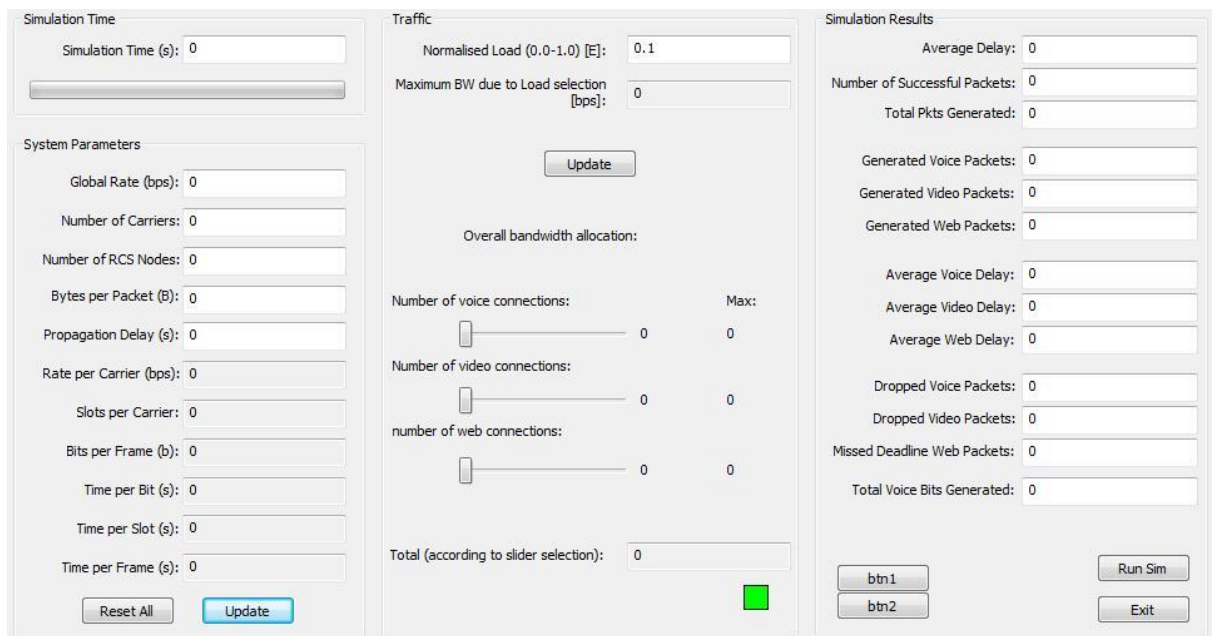 Simulation Time
Simulation Time (s): 0
System Parameters
Global Rate (bps): 0
Number of Carriers: 0
Number of RCS Nodes: 0
Bytes per Packet (B): 0
Propagation Delay (s): 0
Rate per Carrier (bps): 0
Slots per Carrier: 0
Bits per Frame (b): 0
Time per Bit (s): 0
Time per Slot (s): 0
Time per Frame (s): 0
Reset All Update
Traffic
Normalised Load (0.0-1.0) [E]: 0.1
Maximum BW due to Load selection
[bps]: 0
Update
Overall bandwidth allocation:
Number of voice connections: Max:
0 0
Number of video connections:
0 0
number of web connections:
0 0
Total (according to slider selection): 0
Simulation Results
Average Delay: 0
Number of Successful Packets: 0
Total Pkts Generated: 0
Generated Voice Packets: 0
Generated Video Packets: 0
Generated Web Packets: 0
Average Voice Delay: 0
Average Video Delay: 0
Average Web Delay: 0
Dropped Voice Packets: 0
Dropped Video Packets: 0
Missed Deadline Web Packets: 0
Total Voice Bits Generated: 0
btn1 Run Sim
btn2 Exit